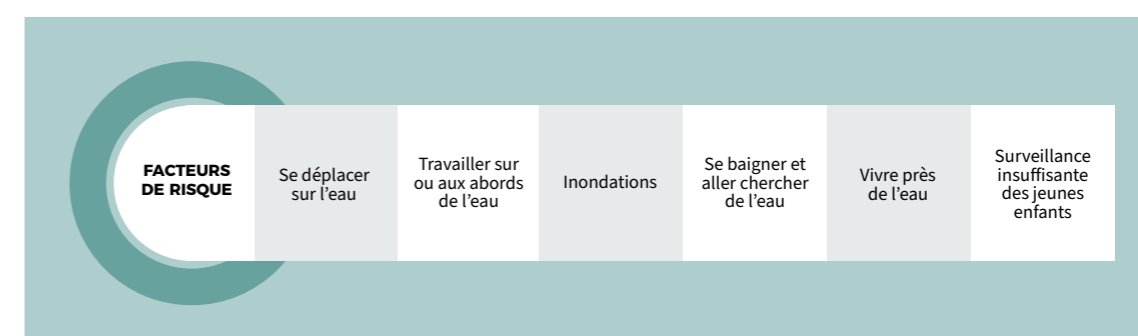 FACTEURS
DE RISQUE
Se déplacer
sur l’eau
Travailler sur
ou aux abords
de l’eau
Inondations
Se baigner et
aller chercher
de l’eau
Vivre près
de l’eau
Surveillance
insuffisante
des jeunes
enfants